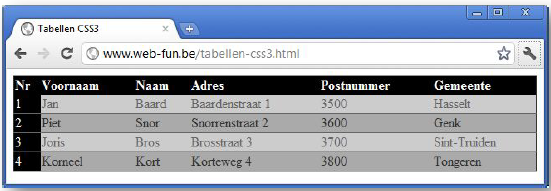 Tabellen CSS3
www.web-fun.be/tabellen-css3.html
Nr Voornaam Naam Adres Postnummer Gemeente
1 Jan Baard Baardenstraat 1 3500 Hasselt
2 Piet Snor Snorrenstraat 2 3600 Genk
3 Joris Bros Brosstraat 3 3700 Sint-Truiden
4 Korneel Kort Korteweg 4 3800 Tongeren